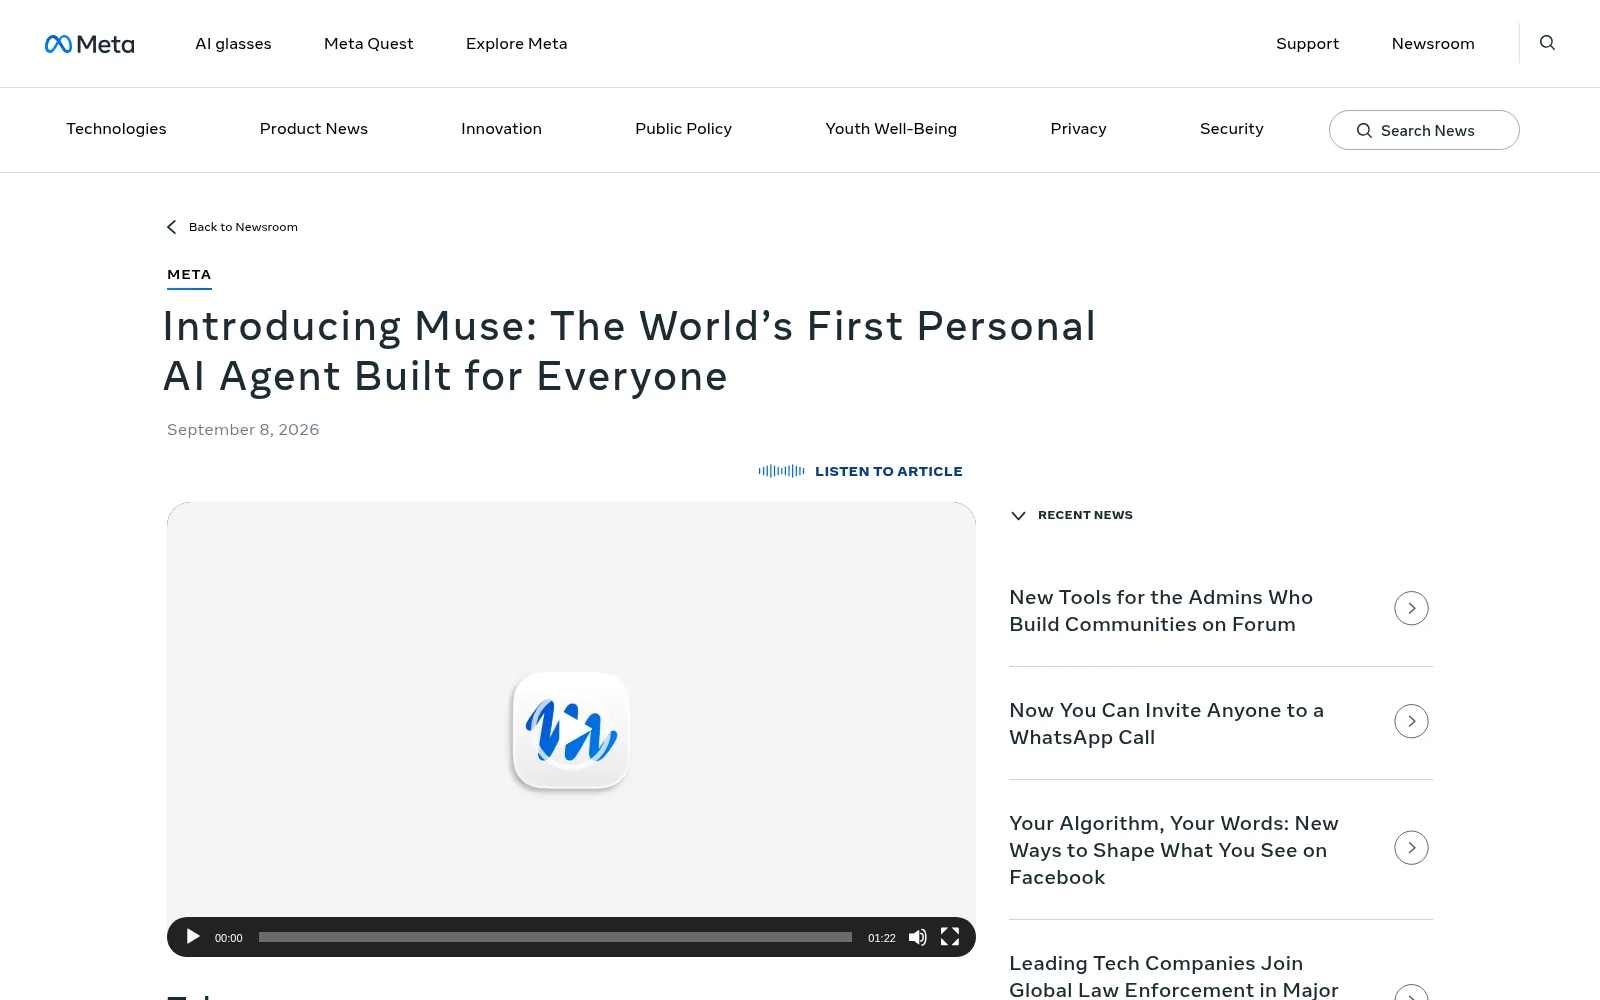 Meta
AI glasses
Meta Quest
Explore Meta
Support
Newsroom
Technologies
Product News
Innovation
Public Policy
Youth Well-Being
Privacy
Security
Search News
Back to Newsroom
META
Introducing Muse: The World’s First Personal
AI Agent Built for Everyone
September 8, 2026
LISTEN TO ARTICLE
00:00
01:22
RECENT NEWS
New Tools for the Admins Who
Build Communities on Forum
Now You Can Invite Anyone to a
WhatsApp Call
Your Algorithm, Your Words: New
Ways to Shape What You See on
Facebook
Leading Tech Companies Join
Global Law Enforcement in Major